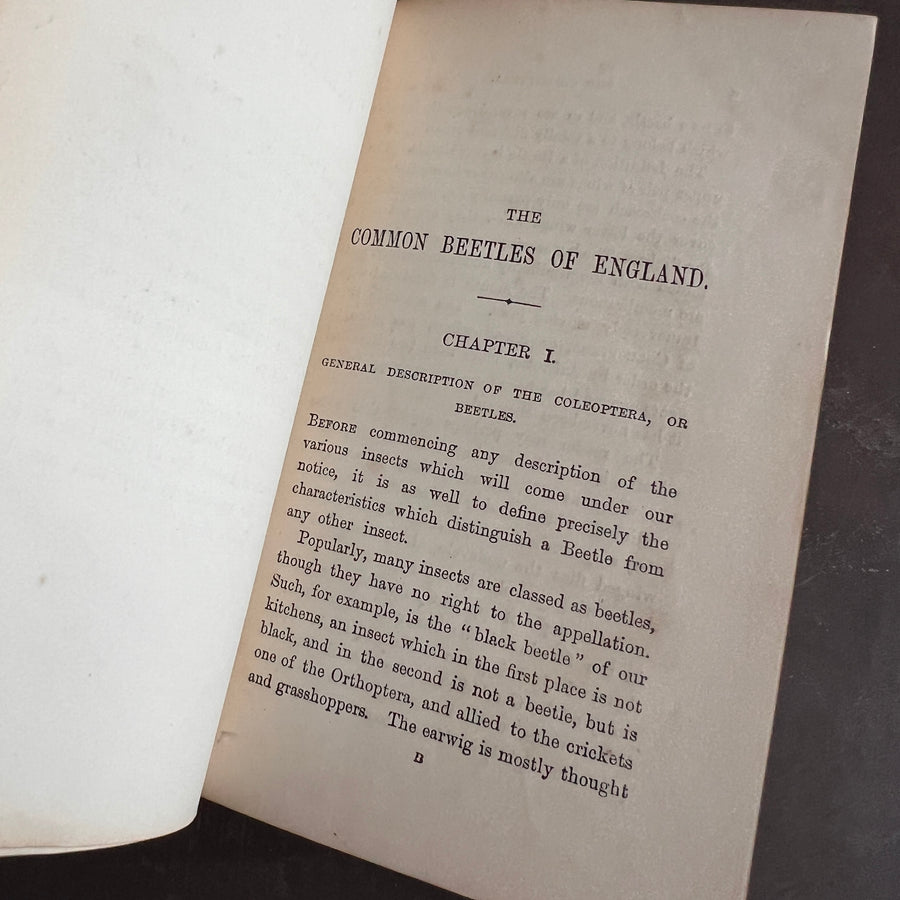 THE
COMMON BEETLES OF ENGLAND.
CHAPTER I.
GENERAL DESCRIPTION OF THE COLEOPTERA, OR
BEETLES.
BEFORE commencing any description of the
various insects which will come under our
notice, it is as well to define precisely the
characteristics which distinguish a Beetle from
any other insect.
Popularly, many insects are classed as beetles,
though they have no right to the appellation.
Such, for example, is the “black beetle” of our
kitchens, an insect which in the first place is not
black, and in the second is not a beetle, but is
one of the Orthoptera, and allied to the crickets
and grasshoppers. The earwig is mostly thought
B